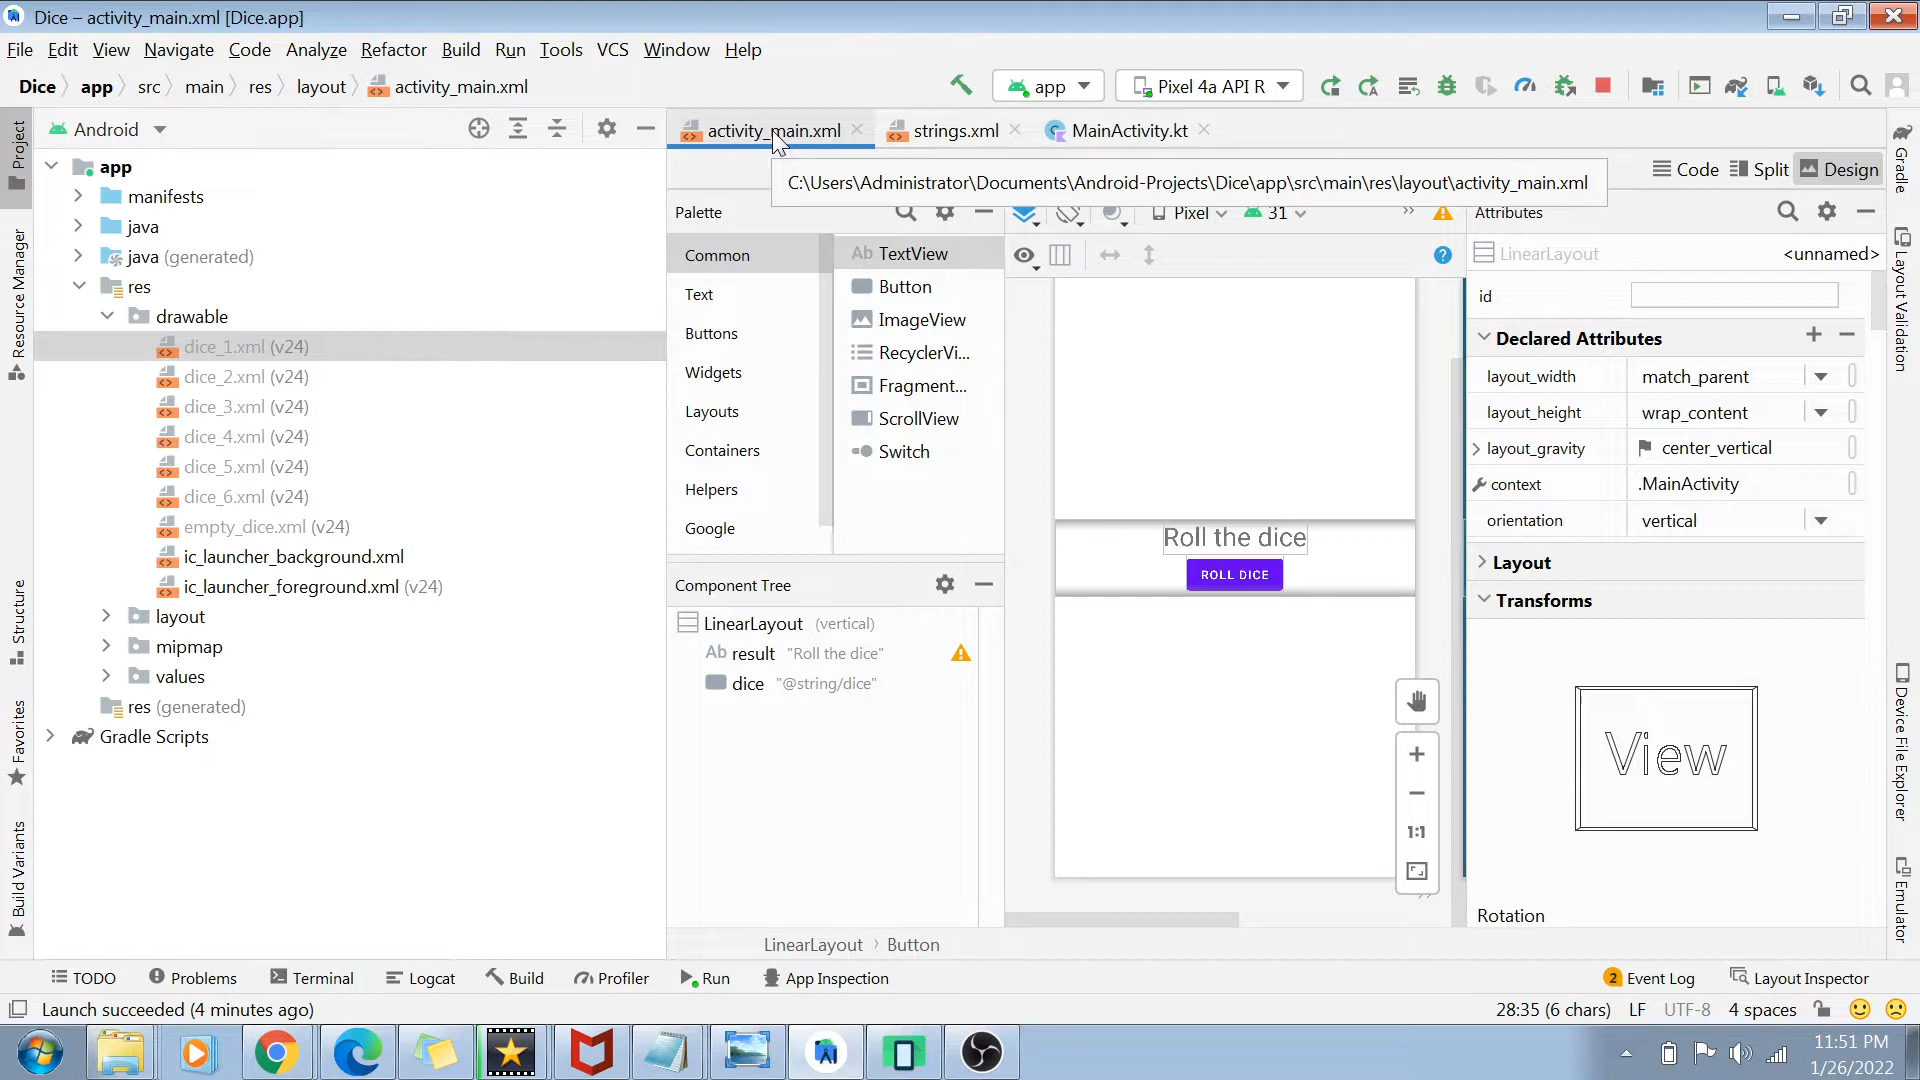 Dice – activity_main.xml [Dice.app]
File Edit View Navigate Code Analyze Refactor Build Run Tools VCS Window Help
Dice app src main res layout activity_main.xml app Pixel 4a API R
Android activity_main.xml strings.xml MainActivity.kt
Code Split Design
C:\Users\Administrator\Documents\Android-Projects\Dice\app\src\main\res\layout\activity_main.xml
Palette Pixel 31 » Attributes
Project
Resource Manager
Structure
Favorites
Build Variants
app
manifests
java
java (generated)
res
drawable
dice_1.xml (v24)
dice_2.xml (v24)
dice_3.xml (v24)
dice_4.xml (v24)
dice_5.xml (v24)
dice_6.xml (v24)
empty_dice.xml (v24)
ic_launcher_background.xml
ic_launcher_foreground.xml (v24)
layout
mipmap
values
res (generated)
Gradle Scripts
Common
Text
Buttons
Widgets
Layouts
Containers
Helpers
Google
Ab TextView
Button
ImageView
RecyclerVi...
Fragment...
ScrollView
Switch
Component Tree
LinearLayout (vertical)
Ab result "Roll the dice"
dice "@string/dice"
Roll the dice
ROLL DICE
1:1
LinearLayout <unnamed>
id
Declared Attributes
layout_width match_parent
layout_height wrap_content
layout_gravity center_vertical
context .MainActivity
orientation vertical
Layout
Transforms
View
Rotation
Gradle
Layout Validation
Device File Explorer
Emulator
LinearLayout › Button
TODO Problems Terminal Logcat Build Profiler Run App Inspection 2 Event Log Layout Inspector
Launch succeeded (4 minutes ago) 28:35 (6 chars) LF UTF-8 4 spaces
11:51 PM
1/26/2022